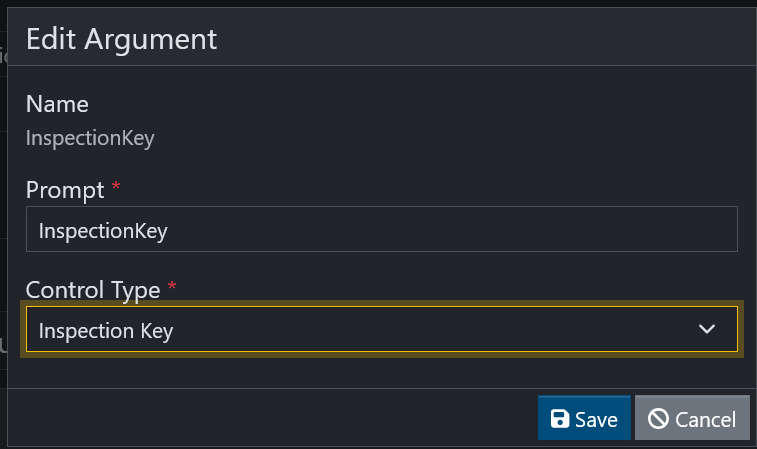 Edit Argument
Name
InspectionKey
Prompt *
InspectionKey
Control Type *
Inspection Key
Save Cancel